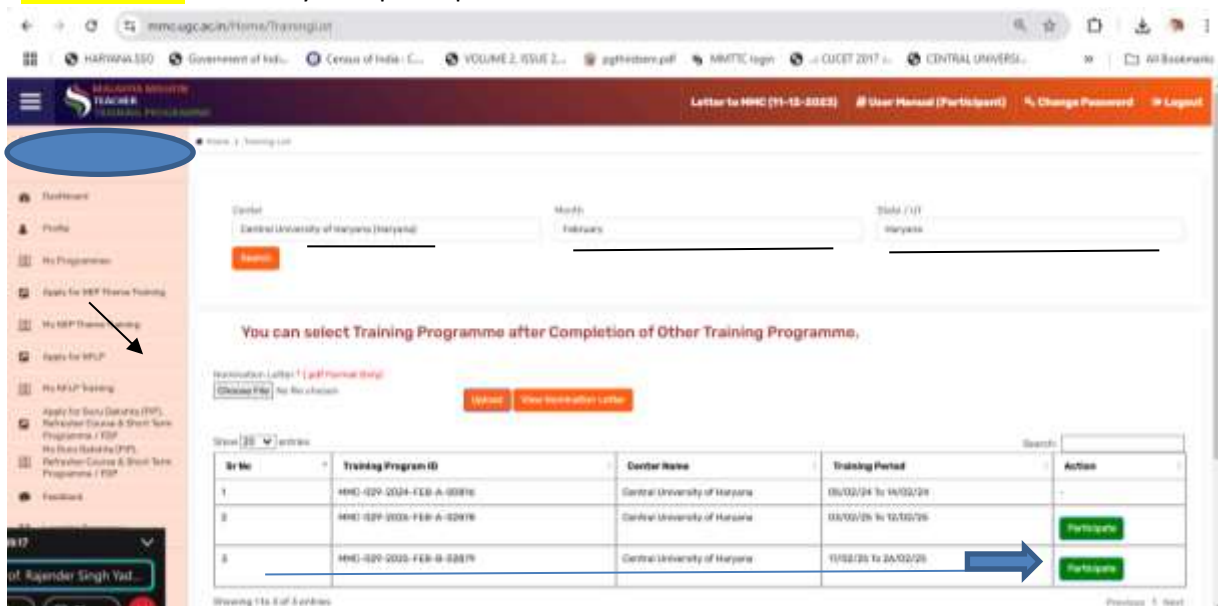 mmc.ugc.ac.in/Home/TrainingList
HARYANA SSO
Government of Indi...
Census of India : C...
VOLUME 2, ISSUE 2...
MMTTC login
CUCET 2017
CENTRAL UNIVERSI...
All Bookmarks
TEACHER
TRAINING PROGRAMME
Letter to MMC (11-12-2023)
User Manual (Participant)
Change Password
Logout
Home > Training List
Dashboard
Profile
My Programmes
Apply for NEP Theme Training
My NEP Theme Training
Apply for NFLP
My NFLP Training
Apply for Guru Dakshta (FIP),
Refresher Course & Short Term
Programme / FDP
My Guru Dakshta (FIP),
Refresher Course & Short Term
Programme / FDP
Feedback
Center
Central University of Haryana (Haryana)
Month
February
State / UT
Haryana
Search
You can select Training Programme after Completion of Other Training Programme.
Nomination Letter * (.pdf format Only)
Choose File No file chosen
Upload
View Nomination Letter
Show 20 entries
Search:
Sr No Training Program ID Center Name Training Period Action
1 Central University of Haryana -
2 Central University of Haryana Participate
3 Central University of Haryana Participate
Rajender Singh Yad...
Showing 1 to 3 of 3 entries
Previous 1 Next